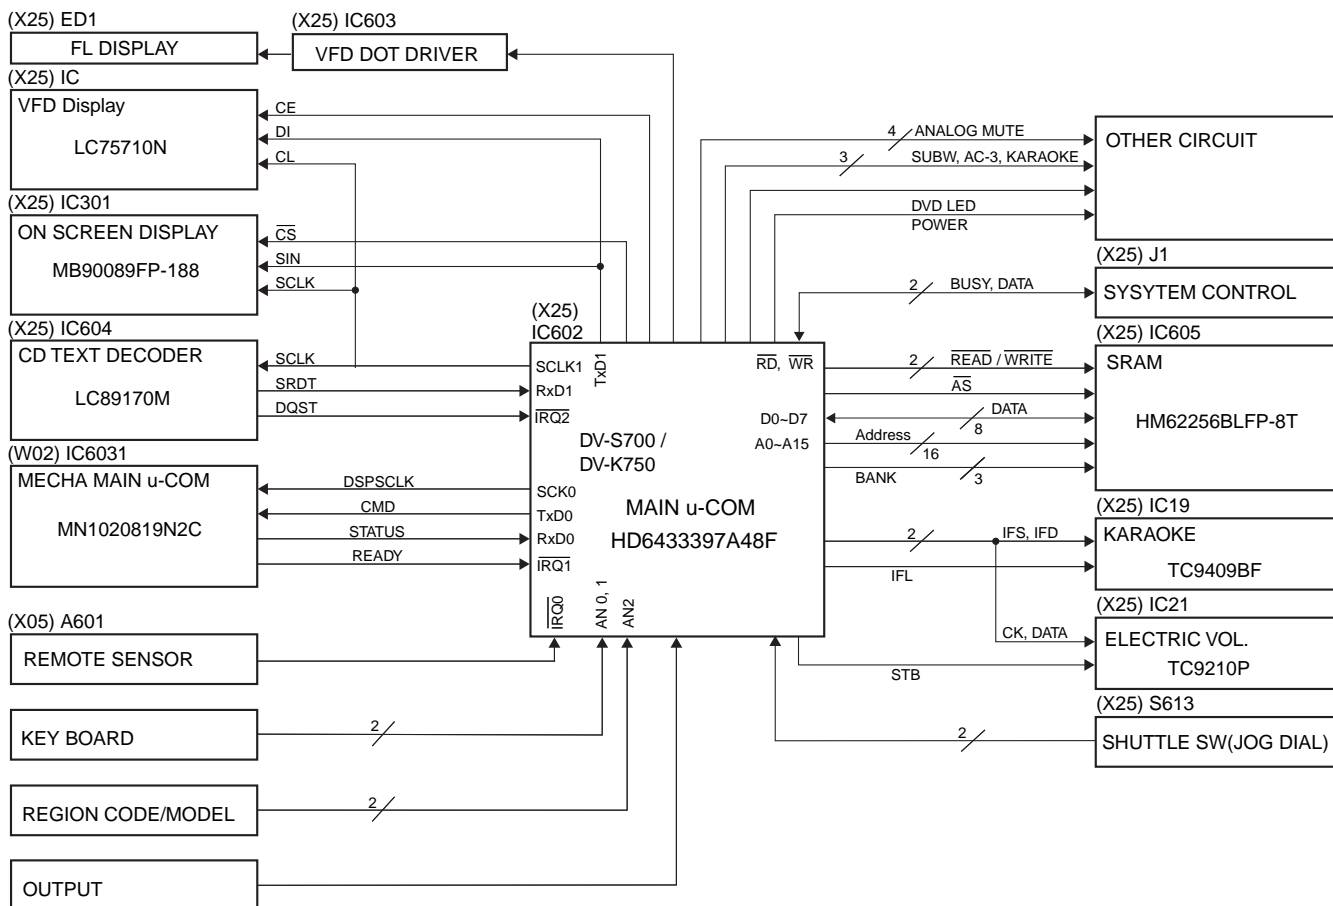 (X25) ED1
FL DISPLAY
(X25) IC603
VFD DOT DRIVER
(X25) IC
VFD Display
LC75710N
CE
DI
CL
(X25) IC301
ON SCREEN DISPLAY
MB90089FP-188
CS
SIN
SCLK
(X25) IC604
CD TEXT DECODER
LC89170M
SCLK
SRDT
DQST
(W02) IC6031
MECHA MAIN u-COM
MN1020819N2C
DSPSCLK
CMD
STATUS
READY
(X05) A601
REMOTE SENSOR
KEY BOARD
2
REGION CODE/MODEL
2
OUTPUT
(X25)
IC602
SCLK1
RxD1
IRQ2
TxD1
RD, WR
D0~D7
A0~A15
DV-S700 /
DV-K750
MAIN u-COM
HD6433397A48F
SCK0
TxD0
RxD0
IRQ1
IRQ0
AN 0, 1
AN2
4
ANALOG MUTE
3
SUBW, AC-3, KARAOKE
DVD LED
POWER
OTHER CIRCUIT
(X25) J1
2
BUSY, DATA
SYSYTEM CONTROL
(X25) IC605
SRAM
HM62256BLFP-8T
2
READ / WRITE
AS
DATA
8
Address
16
BANK
3
(X25) IC19
KARAOKE
TC9409BF
2
IFS, IFD
IFL
(X25) IC21
ELECTRIC VOL.
TC9210P
CK, DATA
STB
(X25) S613
SHUTTLE SW(JOG DIAL)
2